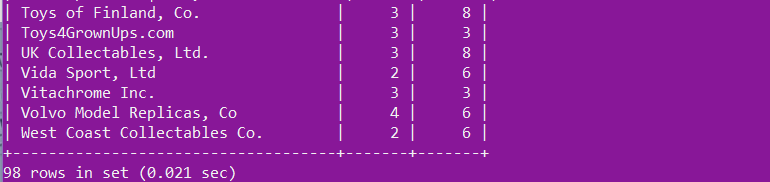 | Toys of Finland, Co.           |     3 |     8 |
| Toys4GrownUps.com              |     3 |     3 |
| UK Collectables, Ltd.          |     3 |     8 |
| Vida Sport, Ltd                |     2 |     6 |
| Vitachrome Inc.                |     3 |     3 |
| Volvo Model Replicas, Co       |     4 |     6 |
| West Coast Collectables Co.    |     2 |     6 |
+--------------------------------+-------+-------+
98 rows in set (0.021 sec)